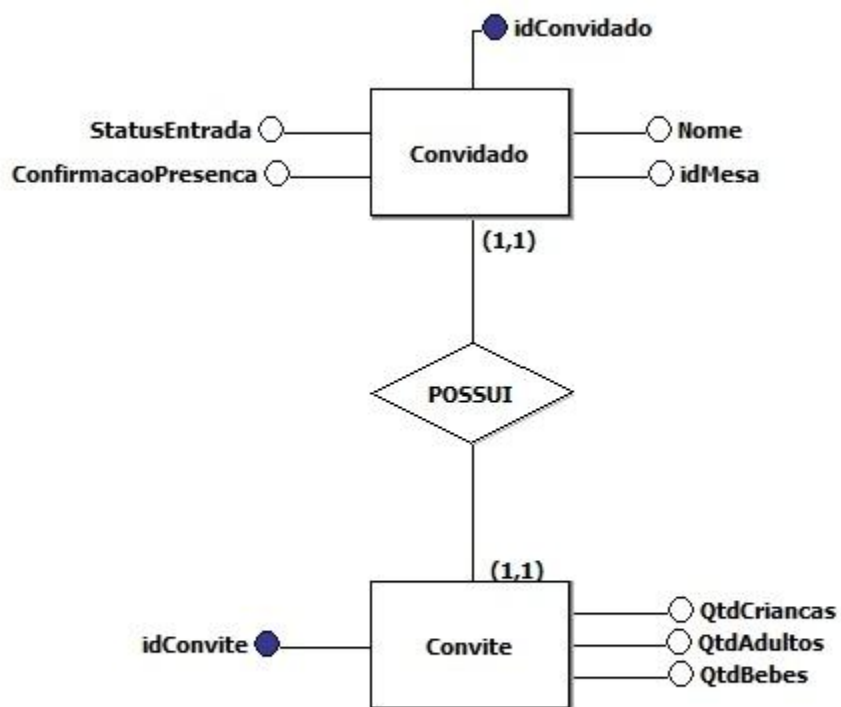 idConvidado
StatusEntrada
Nome
Convidado
ConfirmacaoPresenca
idMesa
(1,1)
POSSUI
(1,1)
QtdCriancas
idConvite
Convite
QtdAdultos
QtdBebes